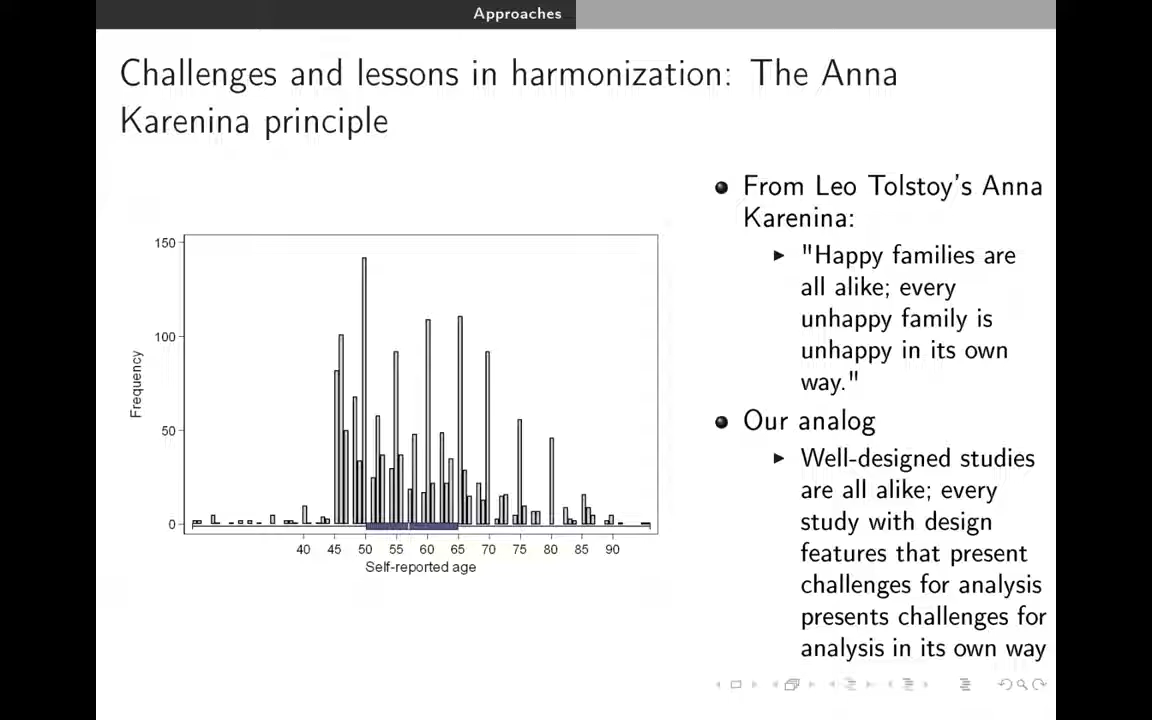 Approaches
Challenges and lessons in harmonization: The Anna
Karenina principle
150
100
50
0
Frequency
40 45 50 55 60 65 70 75 80 85 90
Self-reported age
From Leo Tolstoy's Anna
Karenina:
"Happy families are
all alike; every
unhappy family is
unhappy in its own
way."
Our analog
Well-designed studies
are all alike; every
study with design
features that present
challenges for analysis
presents challenges for
analysis in its own way